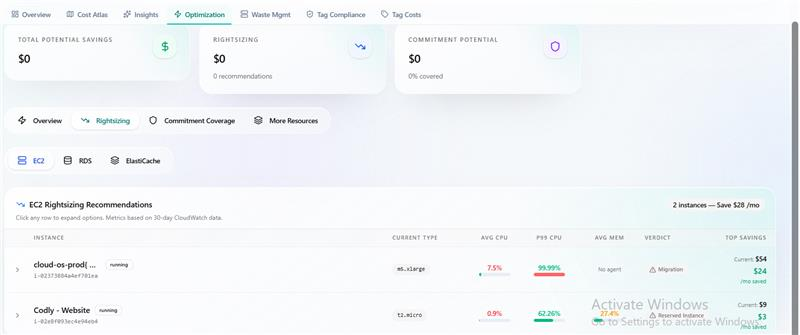 Overview Cost Atlas Insights Optimization Waste Mgmt Tag Compliance Tag Costs
TOTAL POTENTIAL SAVINGS
$0
RIGHTSIZING
$0
0 recommendations
COMMITMENT POTENTIAL
$0
0% covered
Overview Rightsizing Commitment Coverage More Resources
EC2 RDS ElastiCache
EC2 Rightsizing Recommendations
Click any row to expand options. Metrics based on 30-day CloudWatch data.
2 instances — Save $28 /mo
INSTANCE CURRENT TYPE AVG CPU P99 CPU AVG MEM VERDICT TOP SAVINGS
cloud-os-prod( ... running
i-02373804a4ef701ea
m5.xlarge 7.5% 99.99% No agent Migration
Current: $54
$24
/mo saved
Codly - Website running
i-02e8f093ec4e94eb4
t2.micro 0.9% 62.26% 27.4% Reserved Instance
Current: $9
$3
/mo saved
Activate Windows
Go to Settings to activate Windows.